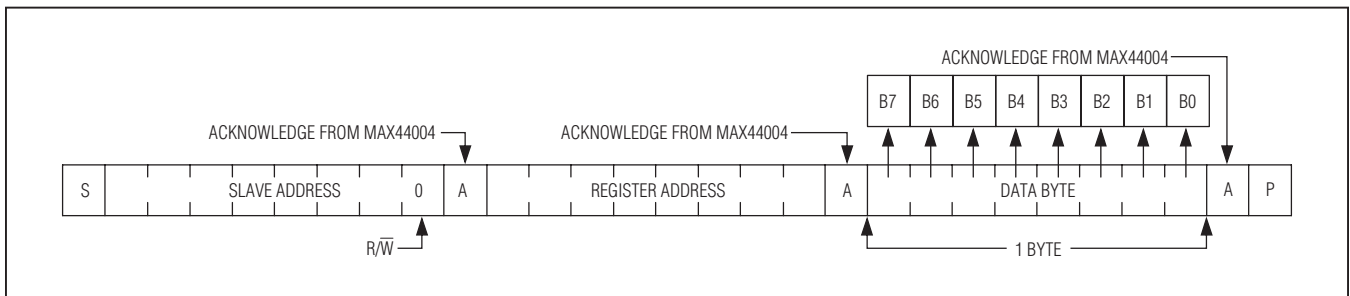 ACKNOWLEDGE FROM MAX44004
B7 B6 B5 B4 B3 B2 B1 B0
ACKNOWLEDGE FROM MAX44004 ACKNOWLEDGE FROM MAX44004
S SLAVE ADDRESS 0 A REGISTER ADDRESS A DATA BYTE A P
R/W̅ 1 BYTE